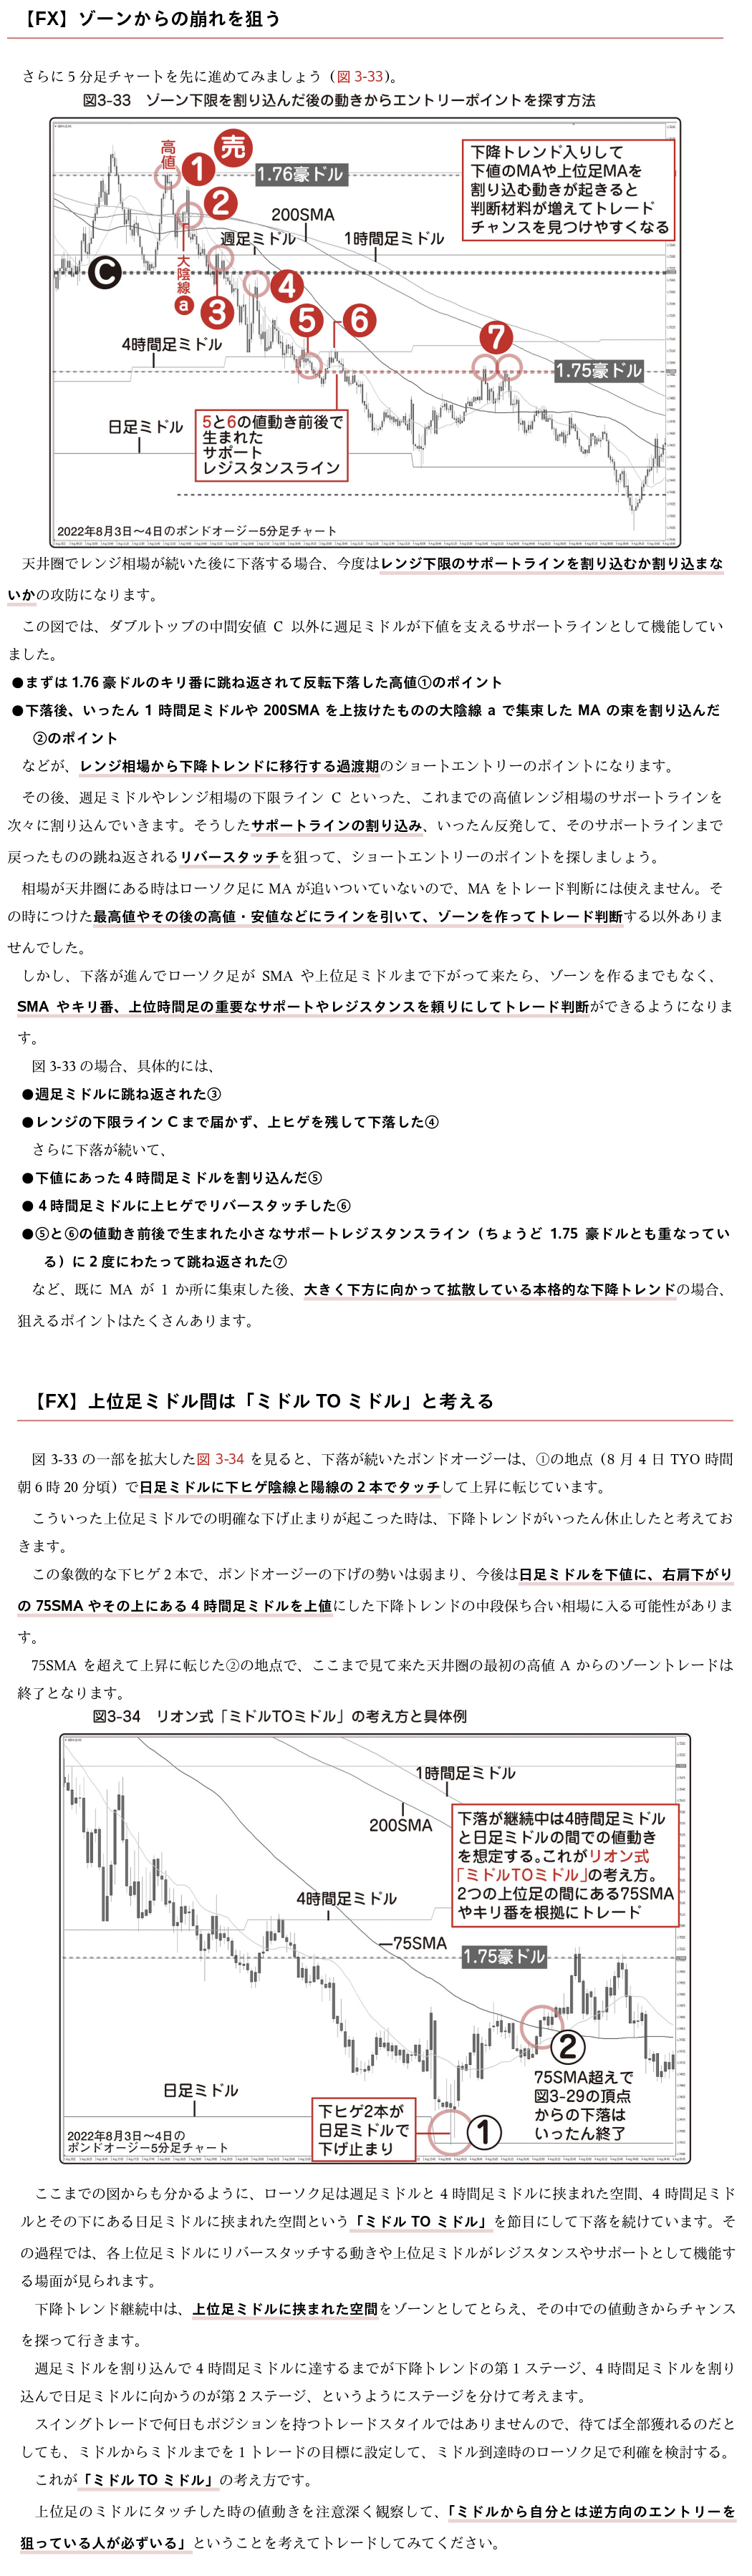 【FX】ゾーンからの崩れを狙う
さらに 5 分足チャートを先に進めてみましょう（図 3-33）。
図3-33　ゾーン下限を割り込んだ後の動きからエントリーポイントを探す方法
高値
1
売
1.76豪ドル
下降トレンド入りして
下値のMAや上位足MAを
割り込む動きが起きると
判断材料が増えてトレード
チャンスを見つけやすくなる
2
200SMA
週足ミドル
1時間足ミドル
C
大陰線
a
3
4
5
6
7
4時間足ミドル
1.75豪ドル
日足ミドル
5と6の値動き前後で
生まれた
サポート
レジスタンスライン
2022年8月3日〜4日のポンドオージー5分足チャート
天井圏でレンジ相場が続いた後に下落する場合、今度はレンジ下限のサポートラインを割り込むか割り込まな
いかの攻防になります。
この図では、ダブルトップの中間安値 C 以外に週足ミドルが下値を支えるサポートラインとして機能してい
ました。
●まずは 1.76 豪ドルのキリ番に跳ね返されて反転下落した高値①のポイント
●下落後、いったん 1 時間足ミドルや 200SMA を上抜けたものの大陰線 a で集束した MA の束を割り込んだ
②のポイント
などが、レンジ相場から下降トレンドに移行する過渡期のショートエントリーのポイントになります。
その後、週足ミドルやレンジ相場の下限ライン C といった、これまでの高値レンジ相場のサポートラインを
次々に割り込んでいきます。そうしたサポートラインの割り込み、いったん反発して、そのサポートラインまで
戻ったものの跳ね返されるリバースタッチを狙って、ショートエントリーのポイントを探しましょう。
相場が天井圏にある時はローソク足に MA が追いついていないので、MA をトレード判断には使えません。そ
の時につけた最高値やその後の高値・安値などにラインを引いて、ゾーンを作ってトレード判断する以外ありま
せんでした。
しかし、下落が進んでローソク足が SMA や上位足ミドルまで下がって来たら、ゾーンを作るまでもなく、
SMA やキリ番、上位時間足の重要なサポートやレジスタンスを頼りにしてトレード判断ができるようになりま
す。
図 3-33 の場合、具体的には、
●週足ミドルに跳ね返された③
●レンジの下限ライン C まで届かず、上ヒゲを残して下落した④
さらに下落が続いて、
●下値にあった 4 時間足ミドルを割り込んだ⑤
● 4 時間足ミドルに上ヒゲでリバースタッチした⑥
●⑤と⑥の値動き前後で生まれた小さなサポートレジスタンスライン（ちょうど 1.75 豪ドルとも重なってい
る）に 2 度にわたって跳ね返された⑦
など、既に MA が 1 か所に集束した後、大きく下方に向かって拡散している本格的な下降トレンドの場合、
狙えるポイントはたくさんあります。
【FX】上位足ミドル間は「ミドル TO ミドル」と考える
図 3-33 の一部を拡大した図 3-34 を見ると、下落が続いたポンドオージーは、①の地点（8 月 4 日 TYO 時間
朝 6 時 20 分頃）で日足ミドルに下ヒゲ陰線と陽線の 2 本でタッチして上昇に転じています。
こういった上位足ミドルでの明確な下げ止まりが起こった時は、下降トレンドがいったん休止したと考えてお
きます。
この象徴的な下ヒゲ 2 本で、ポンドオージーの下げの勢いは弱まり、今後は日足ミドルを下値に、右肩下がり
の 75SMA やその上にある 4 時間足ミドルを上値にした下降トレンドの中段保ち合い相場に入る可能性がありま
す。
75SMA を超えて上昇に転じた②の地点で、ここまで見て来た天井圏の最初の高値 A からのゾーントレードは
終了となります。
図3-34　リオン式「ミドルTOミドル」の考え方と具体例
1時間足ミドル
200SMA
下落が継続中は4時間足ミドル
と日足ミドルの間での値動き
を想定する。これがリオン式
「ミドルTOミドル」の考え方。
2つの上位足の間にある75SMA
やキリ番を根拠にトレード
4時間足ミドル
75SMA
1.75豪ドル
2
75SMA超えで
図3-29の頂点
からの下落は
いったん終了
日足ミドル
下ヒゲ2本が
日足ミドルで
下げ止まり
1
2022年8月3日〜4日の
ポンドオージー5分足チャート
ここまでの図からも分かるように、ローソク足は週足ミドルと 4 時間足ミドルに挟まれた空間、4 時間足ミド
ルとその下にある日足ミドルに挟まれた空間という「ミドル TO ミドル」を節目にして下落を続けています。そ
の過程では、各上位足ミドルにリバースタッチする動きや上位足ミドルがレジスタンスやサポートとして機能す
る場面が見られます。
下降トレンド継続中は、上位足ミドルに挟まれた空間をゾーンとしてとらえ、その中での値動きからチャンス
を探って行きます。
週足ミドルを割り込んで 4 時間足ミドルに達するまでが下降トレンドの第 1 ステージ、4 時間足ミドルを割り
込んで日足ミドルに向かうのが第 2 ステージ、というようにステージを分けて考えます。
スイングトレードで何日もポジションを持つトレードスタイルではありませんので、待てば全部獲れるのだと
しても、ミドルからミドルまでを 1 トレードの目標に設定して、ミドル到達時のローソク足で利確を検討する。
これが「ミドル TO ミドル」の考え方です。
上位足のミドルにタッチした時の値動きを注意深く観察して、「ミドルから自分とは逆方向のエントリーを
狙っている人が必ずいる」ということを考えてトレードしてみてください。